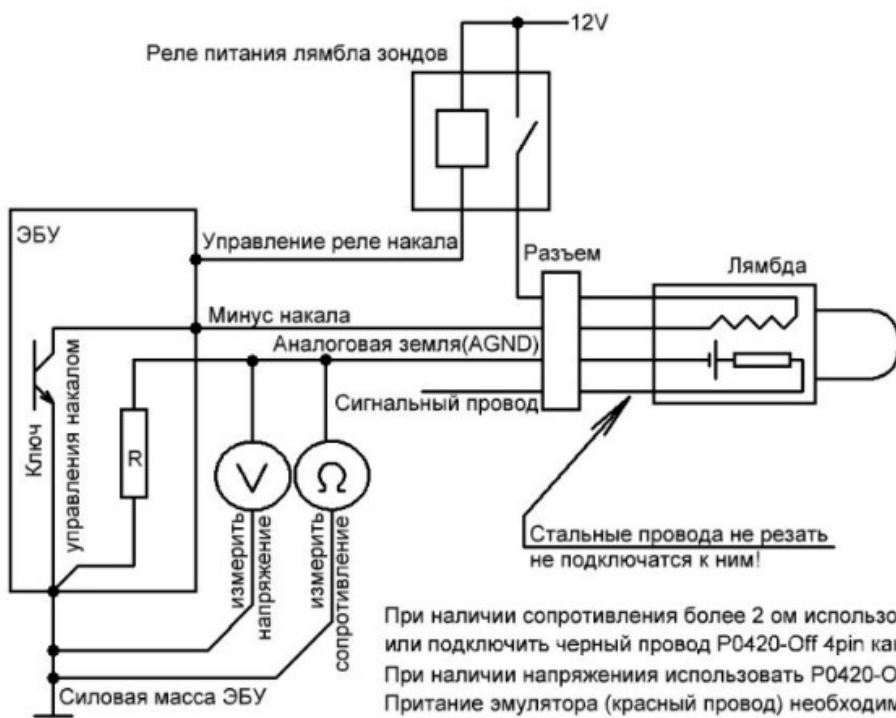 12V
Реле питания лямбла зондов
ЭБУ
Управление реле накала
Разъем
Лямбда
Минус накала
Аналоговая земля(AGND)
Сигнальный провод
Ключ
управления накалом
R
V
Ω
измерить
напряжение
измерить
сопротивление
Стальные провода не резать
не подключатся к ним!
При наличии сопротивления более 2 ом использо
или подключить черный провод P0420-Off 4pin ка
При наличии напряжениия использовать P0420-O
Притание эмулятора (красный провод) необходим
Силовая масса ЭБУ